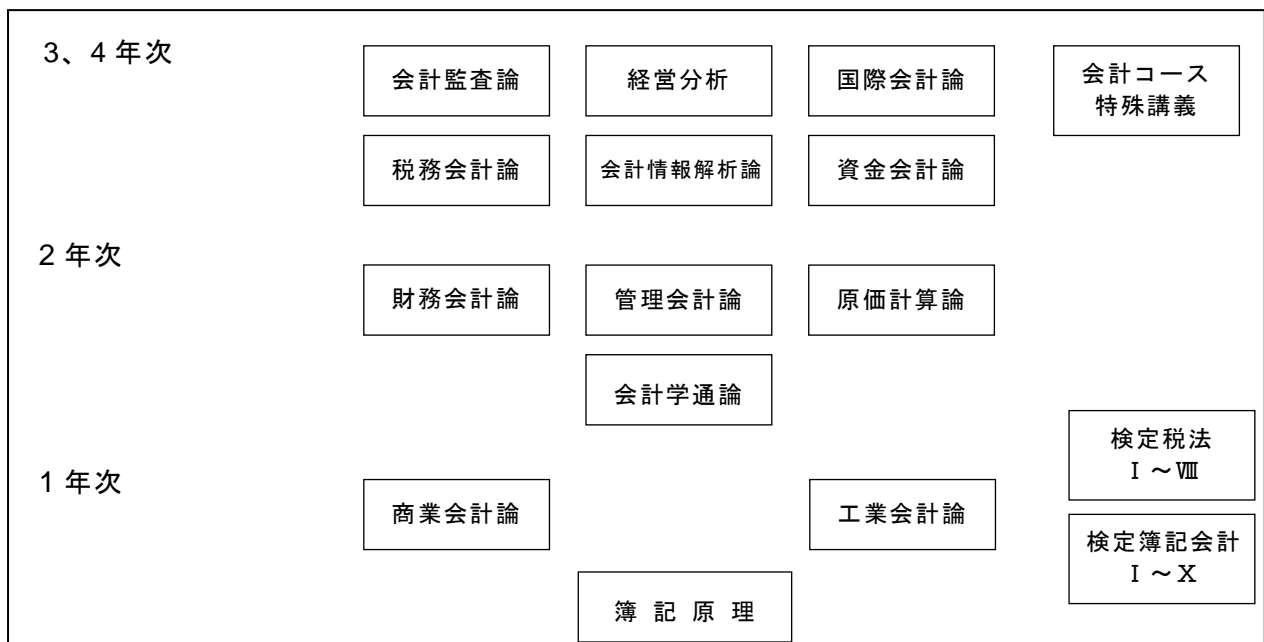 3、4年次
会計監査論
経営分析
国際会計論
会計コース
特殊講義
税務会計論
会計情報解析論
資金会計論
2年次
財務会計論
管理会計論
原価計算論
会計学通論
検定税法
Ⅰ～Ⅷ
1年次
商業会計論
工業会計論
検定簿記会計
Ⅰ～Ⅹ
簿記原理